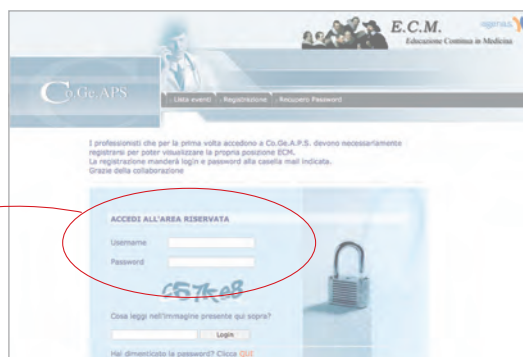 E.C.M.
Educazione Continua in Medicina
Co.Ge.APS
Lista eventi Registrazione Recupero Password
I professionisti che per la prima volta accedono a Co.Ge.A.P.S. devono necessariamente
registrarsi per poter visualizzare la propria posizione ECM.
La registrazione manderà login e password alla casella mail indicata.
Grazie della collaborazione
ACCEDI ALL'AREA RISERVATA
Username
Password
Cosa leggi nell'immagine presente qui sopra?
Login
Hai dimenticato la password? Clicca QUI